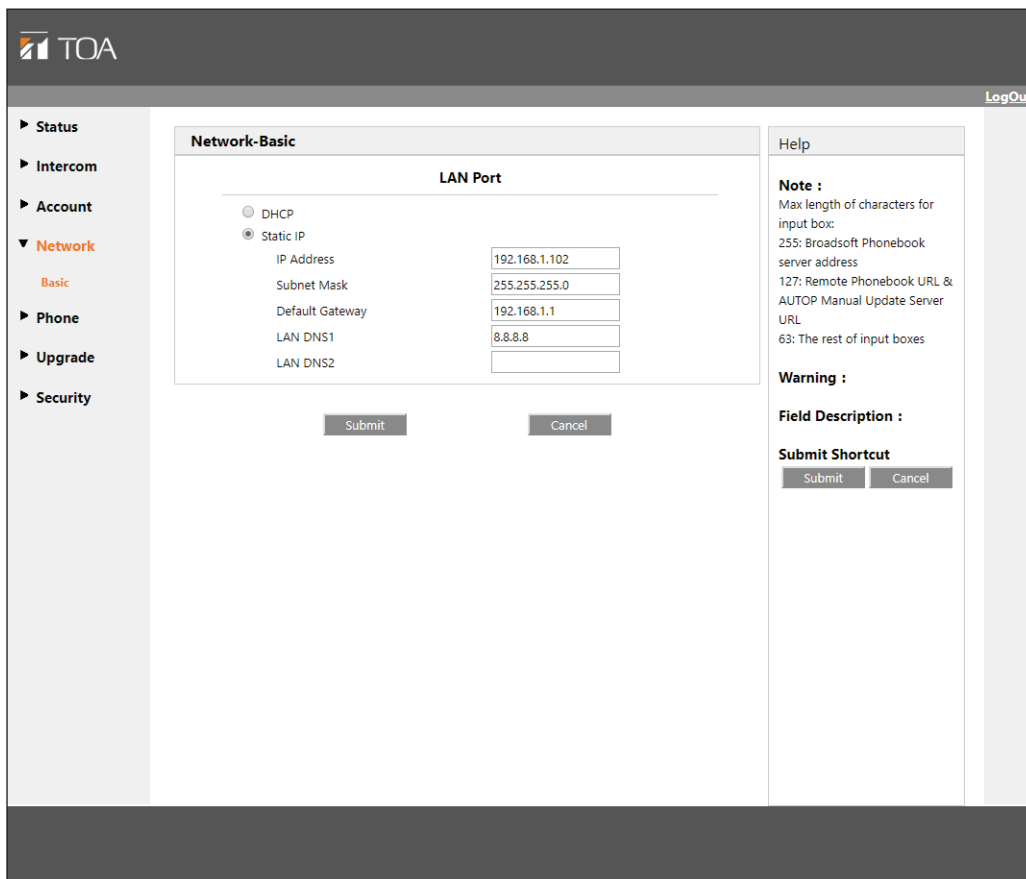 TOA
LogOu
Status
Intercom
Account
Network
Basic
Phone
Upgrade
Security
Network-Basic
LAN Port
DHCP
Static IP
IP Address 192.168.1.102
Subnet Mask 255.255.255.0
Default Gateway 192.168.1.1
LAN DNS1 8.8.8.8
LAN DNS2
Submit Cancel
Help
Note :
Max length of characters for
input box:
255: Broadsoft Phonebook
server address
127: Remote Phonebook URL &
AUTOP Manual Update Server
URL
63: The rest of input boxes
Warning :
Field Description :
Submit Shortcut
Submit Cancel